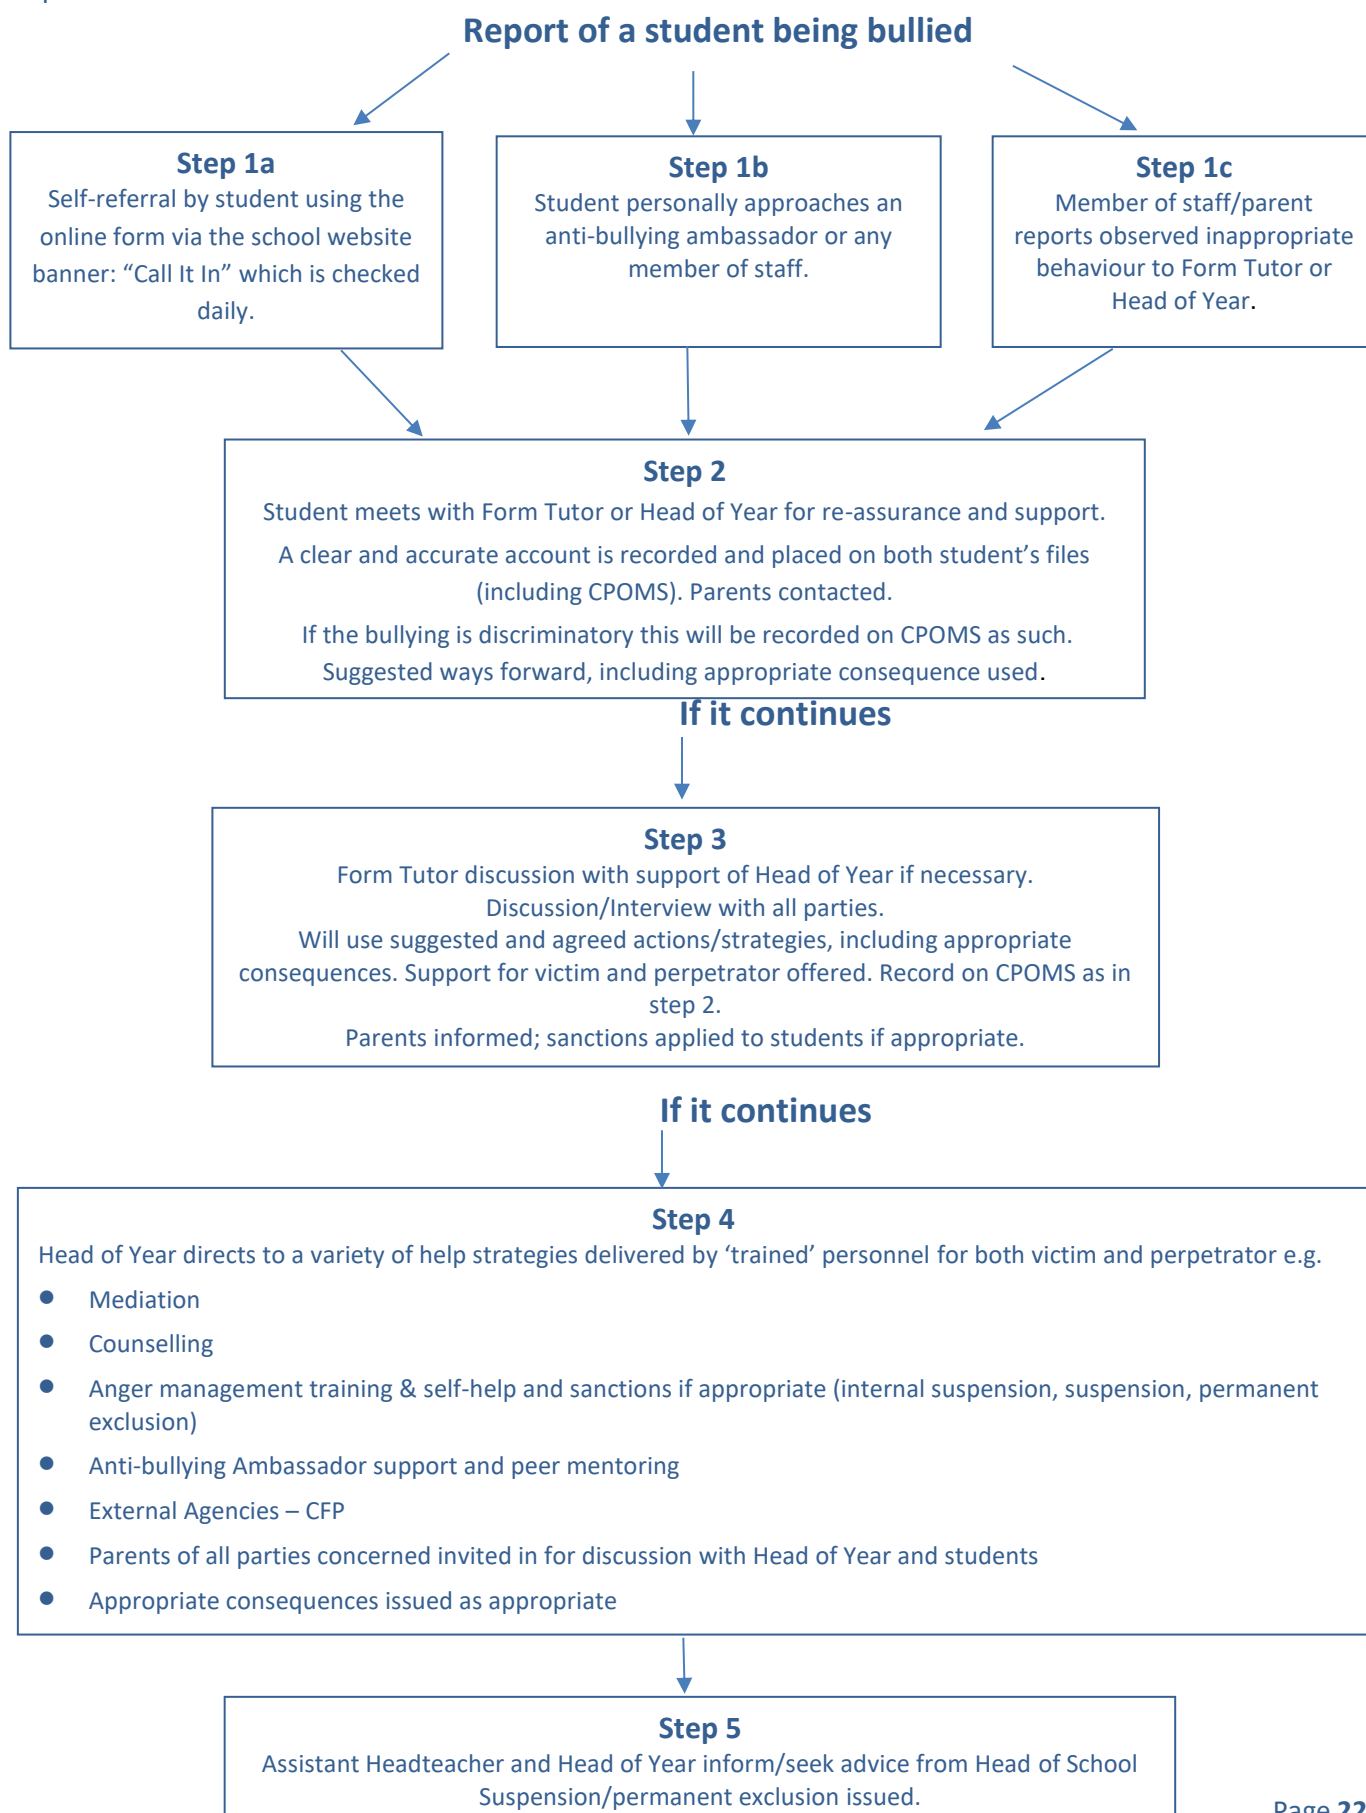 Report of a student being bullied
Step 1a
Self-referral by student using the
online form via the school website
banner: “Call It In” which is checked
daily.
Step 1b
Student personally approaches an
anti-bullying ambassador or any
member of staff.
Step 1c
Member of staff/parent
reports observed inappropriate
behaviour to Form Tutor or
Head of Year.
Step 2
Student meets with Form Tutor or Head of Year for re-assurance and support.
A clear and accurate account is recorded and placed on both student’s files
(including CPOMS). Parents contacted.
If the bullying is discriminatory this will be recorded on CPOMS as such.
Suggested ways forward, including appropriate consequence used.
If it continues
Step 3
Form Tutor discussion with support of Head of Year if necessary.
Discussion/Interview with all parties.
Will use suggested and agreed actions/strategies, including appropriate
consequences. Support for victim and perpetrator offered. Record on CPOMS as in
step 2.
Parents informed; sanctions applied to students if appropriate.
If it continues
Step 4
Head of Year directs to a variety of help strategies delivered by ‘trained’ personnel for both victim and perpetrator e.g.
● Mediation
● Counselling
● Anger management training & self-help and sanctions if appropriate (internal suspension, suspension, permanent
exclusion)
● Anti-bullying Ambassador support and peer mentoring
● External Agencies – CFP
● Parents of all parties concerned invited in for discussion with Head of Year and students
● Appropriate consequences issued as appropriate
Step 5
Assistant Headteacher and Head of Year inform/seek advice from Head of School
Suspension/permanent exclusion issued.
Page 22